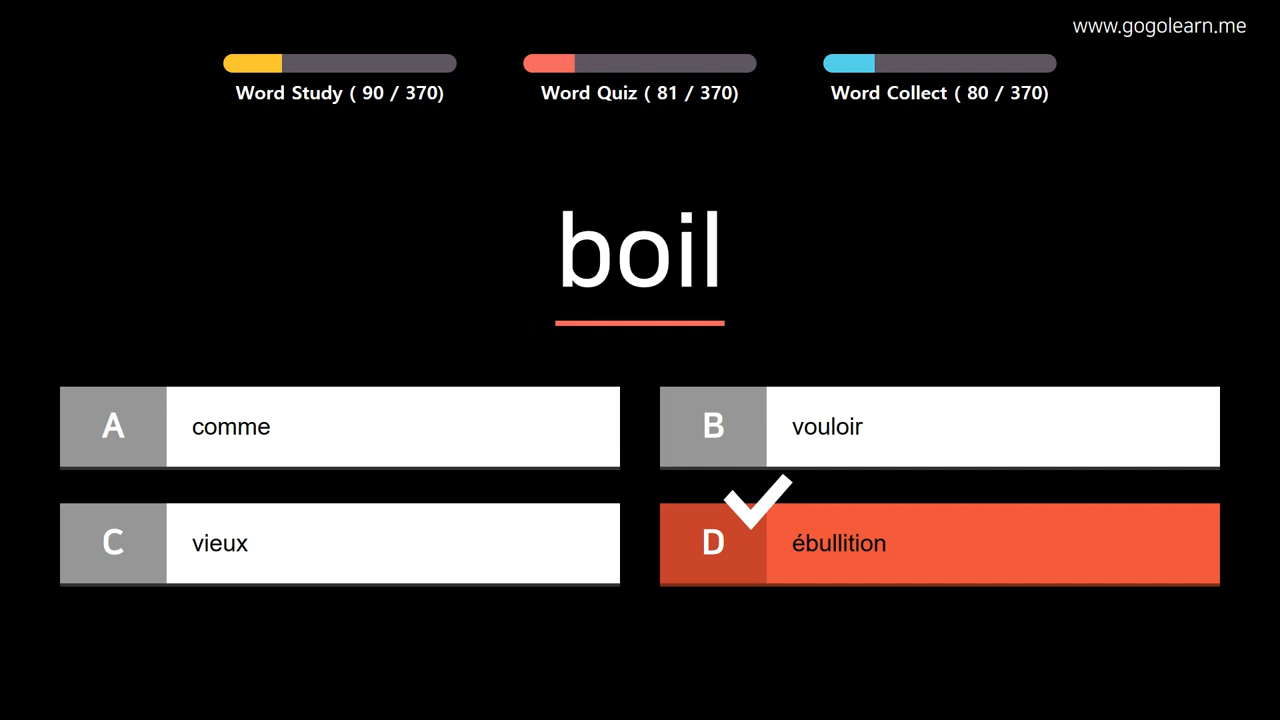 www.gogolearn.me
Word Study ( 90 / 370)
Word Quiz ( 81 / 370)
Word Collect ( 80 / 370)
boil
A comme
B vouloir
C vieux
D ébullition